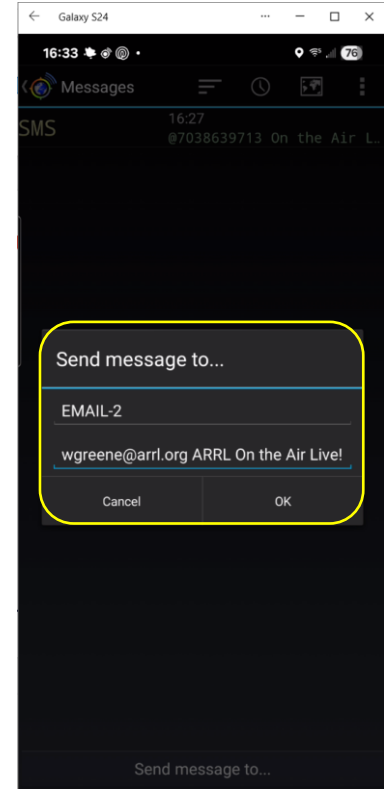 Galaxy S24
16:33
76
Messages
SMS
16:27
@7038639713 On the Air L…
Send message to...
EMAIL-2
wgreene@arrl.org ARRL On the Air Live!
Cancel OK
Send message to...